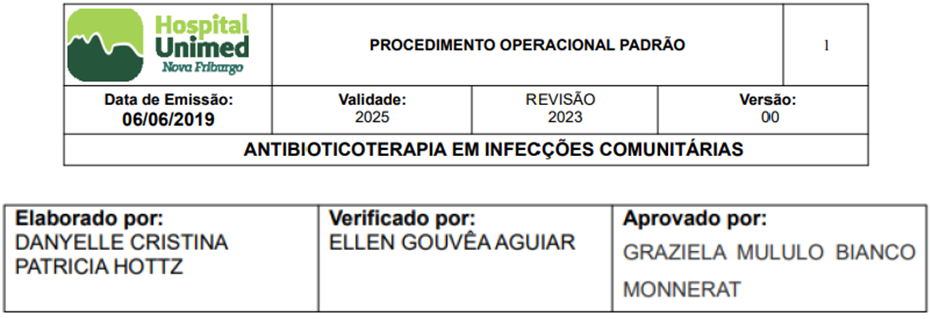 Hospital
Unimed
Nova Friburgo
PROCEDIMENTO OPERACIONAL PADRÃO
1
Data de Emissão:
06/06/2019
Validade:
2025
REVISÃO
2023
Versão:
00
ANTIBIOTICOTERAPIA EM INFECÇÕES COMUNITÁRIAS
Elaborado por:
DANYELLE CRISTINA
PATRICIA HOTTZ
Verificado por:
ELLEN GOUVÊA AGUIAR
Aprovado por:
GRAZIELA MULULO BIANCO
MONNERAT